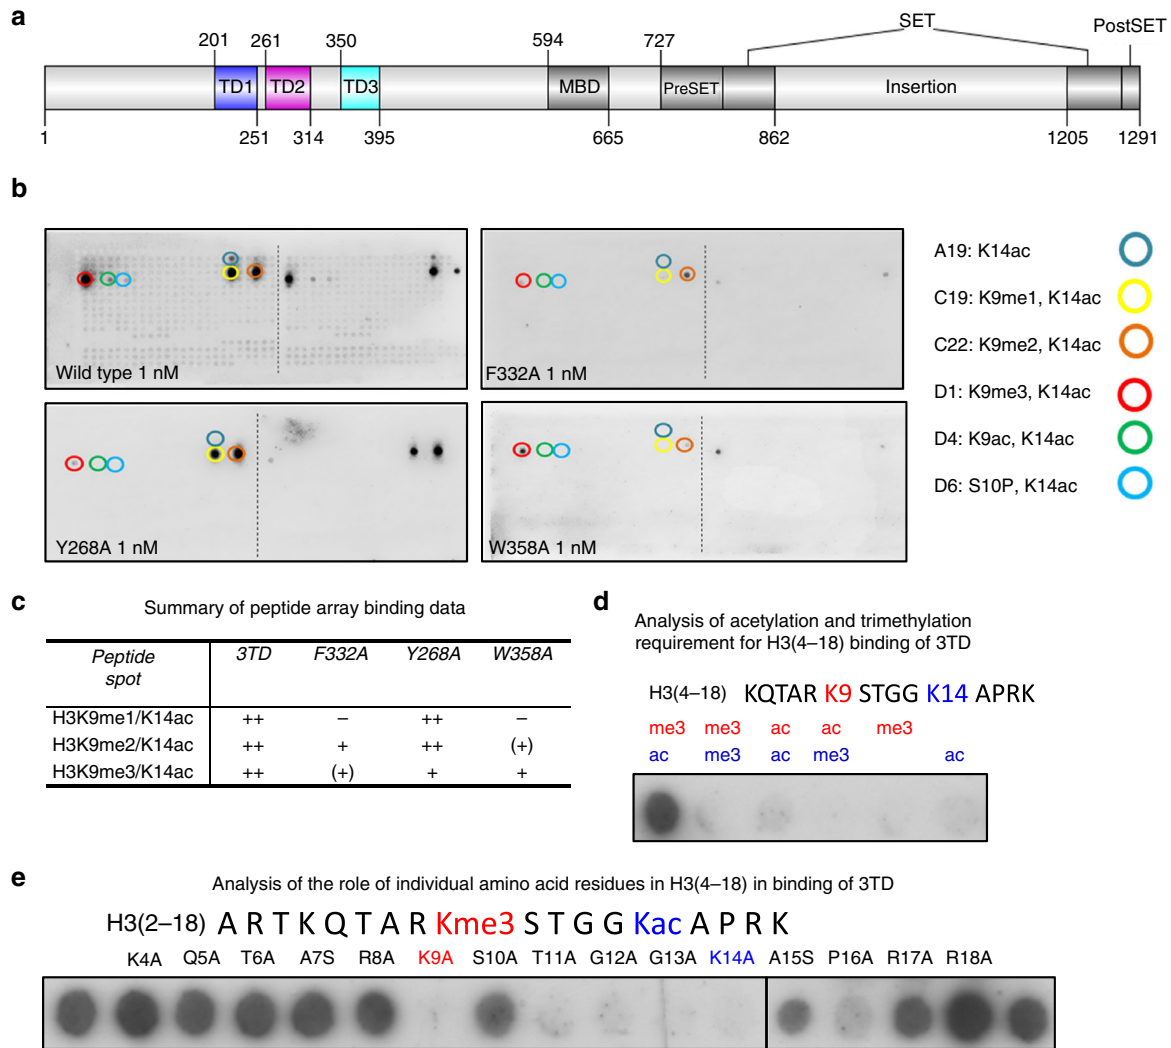 a
SET
PostSET
201 261 350 594 727
TD1 TD2 TD3 MBD PreSET Insertion
1 251 314 395 665 862 1205 1291
b
Wild type 1 nM
F332A 1 nM
Y268A 1 nM
W358A 1 nM
A19: K14ac
C19: K9me1, K14ac
C22: K9me2, K14ac
D1: K9me3, K14ac
D4: K9ac, K14ac
D6: S10P, K14ac
c
Summary of peptide array binding data
Peptide spot 3TD F332A Y268A W358A
H3K9me1/K14ac ++ – ++ –
H3K9me2/K14ac ++ + ++ (+)
H3K9me3/K14ac ++ (+) + +
d
Analysis of acetylation and trimethylation
requirement for H3(4–18) binding of 3TD
H3(4–18) KQTAR K9 STGG K14 APRK
me3 me3 ac ac me3
ac me3 ac me3 ac
e
Analysis of the role of individual amino acid residues in H3(4–18) in binding of 3TD
H3(2–18) A R T K Q T A R Kme3 S T G G Kac A P R K
K4A Q5A T6A A7S R8A K9A S10A T11A G12A G13A K14A A15S P16A R17A R18A